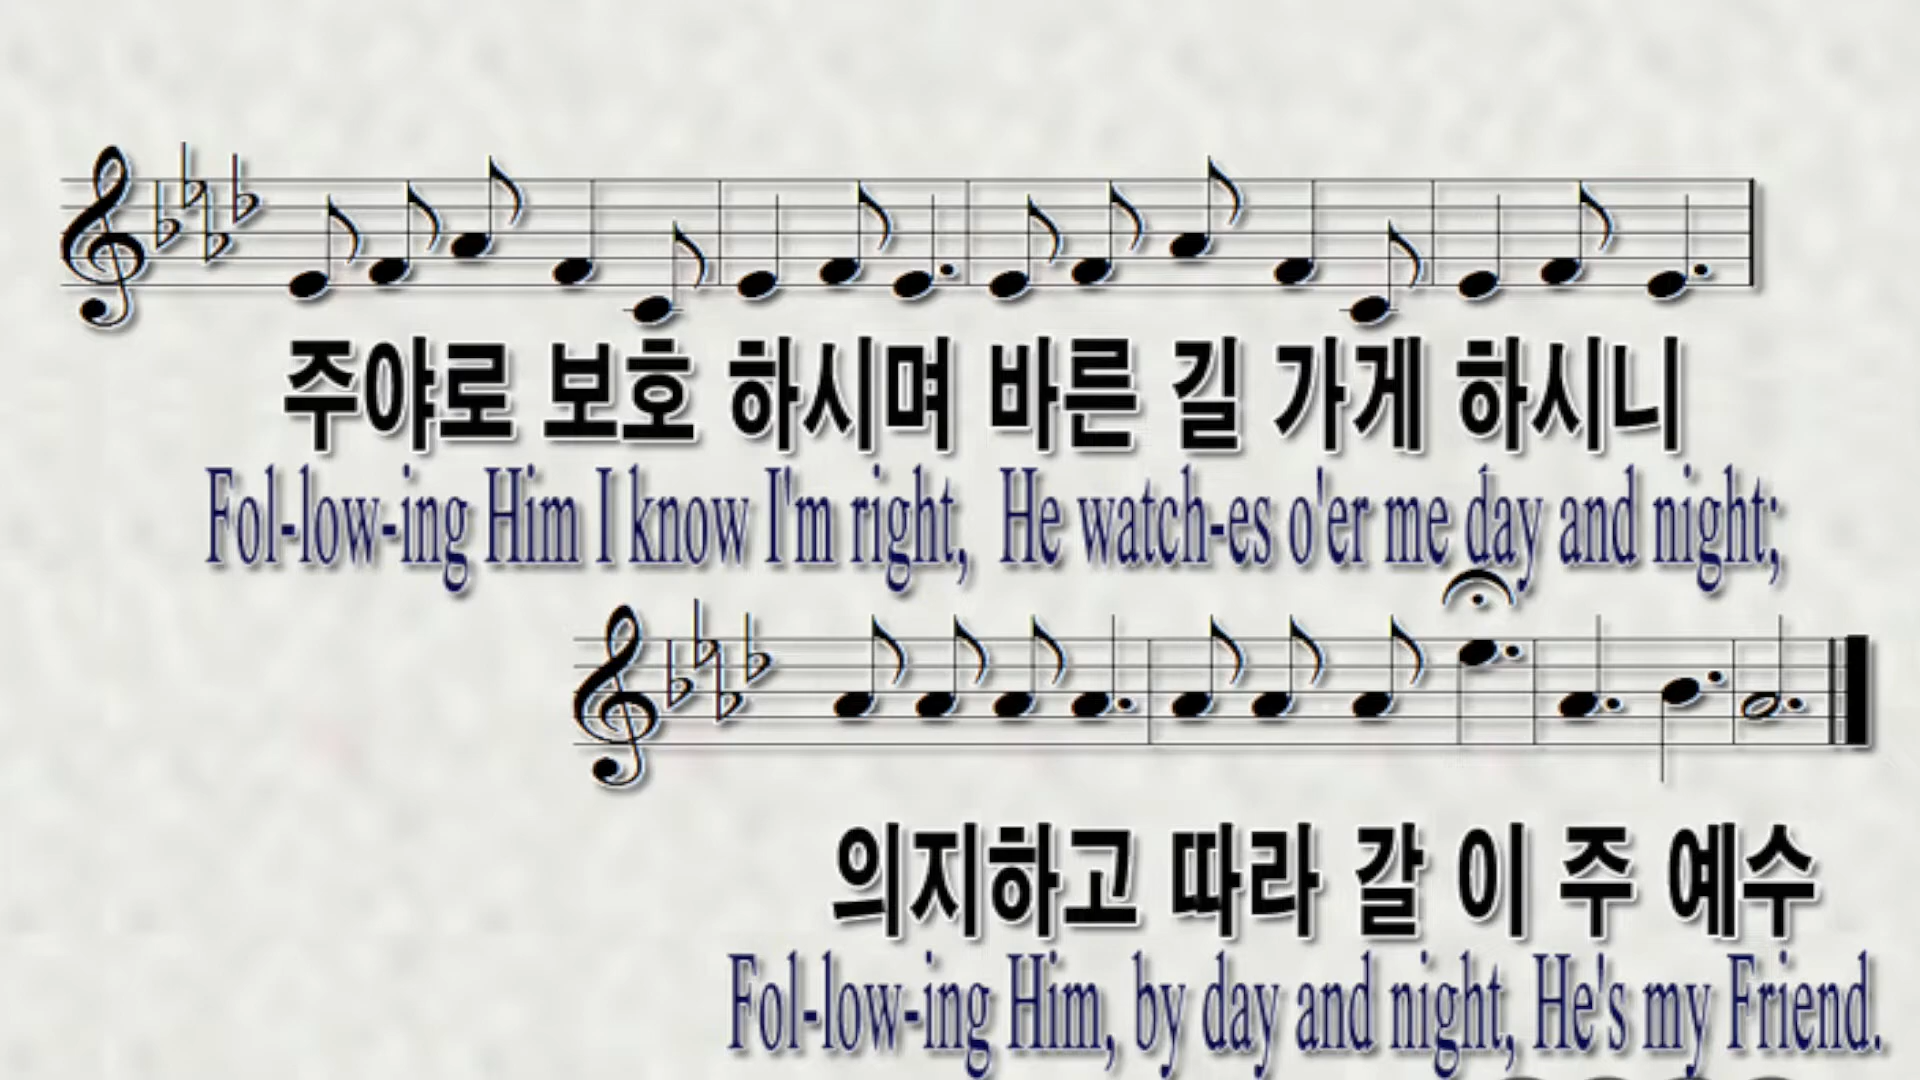 주야로 보호 하시며 바른 길 가게 하시니
Fol-low-ing Him I know I'm right, He watch-es o'er me day and night;
의지하고 따라 갈 이 주 예수
Fol-low-ing Him, by day and night, He's my Friend.